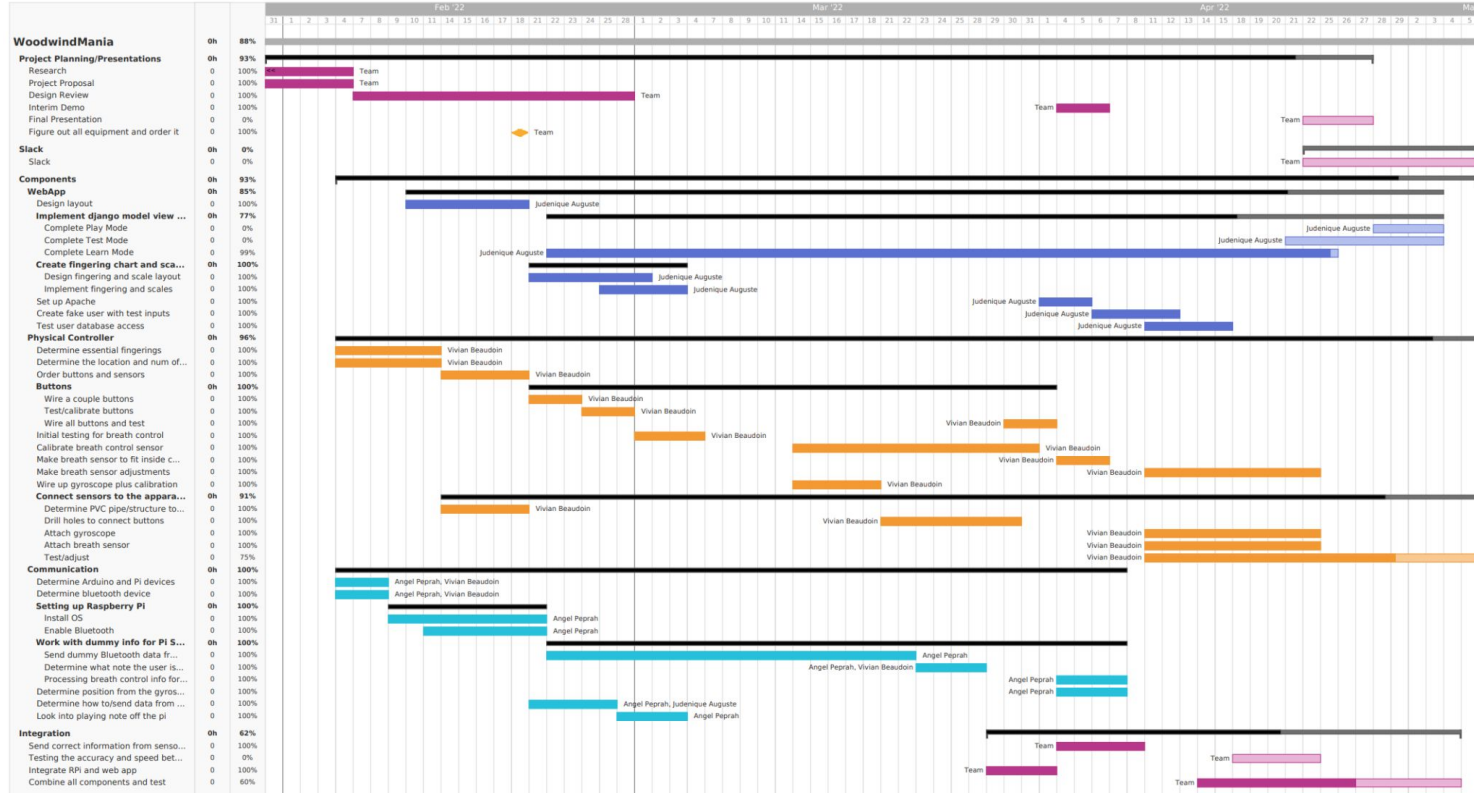 Feb '22 Mar '22 Apr '22 Ma
31 1 2 3 4 7 8 9 10 11 14 15 16 17 18 21 22 23 24 25 28 1 2 3 4 7 8 9 10 11 14 15 16 17 18 21 22 23 24 25 28 29 30 31 1 4 5 6 7 8 11 12 13 14 15 18 19 20 21 22 25 26 27 28 29 2 3 4 5
WoodwindMania 0h 88%
Project Planning/Presentations 0h 93%
Research 0 100% << Team
Project Proposal 0 100% Team
Design Review 0 100% Team
Interim Demo 0 100% Team
Final Presentation 0 0% Team
Figure out all equipment and order it 0 100% Team
Slack 0h 0%
Slack 0 0% Team
Components 0h 93%
WebApp 0h 85%
Design layout 0 100% Judenique Auguste
Implement django model view ... 0h 77%
Complete Play Mode 0 0% Judenique Auguste
Complete Test Mode 0 0% Judenique Auguste
Complete Learn Mode 0 99% Judenique Auguste
Create fingering chart and sca... 0h 100%
Design fingering and scale layout 0 100% Judenique Auguste
Implement fingering and scales 0 100% Judenique Auguste
Set up Apache 0 100% Judenique Auguste
Create fake user with test inputs 0 100% Judenique Auguste
Test user database access 0 100% Judenique Auguste
Physical Controller 0h 96%
Determine essential fingerings 0 100% Vivian Beaudoin
Determine the location and num of... 0 100% Vivian Beaudoin
Order buttons and sensors 0 100% Vivian Beaudoin
Buttons 0h 100%
Wire a couple buttons 0 100% Vivian Beaudoin
Test/calibrate buttons 0 100% Vivian Beaudoin
Wire all buttons and test 0 100% Vivian Beaudoin
Initial testing for breath control 0 100% Vivian Beaudoin
Calibrate breath control sensor 0 100% Vivian Beaudoin
Make breath sensor to fit inside c... 0 100% Vivian Beaudoin
Make breath sensor adjustments 0 100% Vivian Beaudoin
Wire up gyroscope plus calibration 0 100% Vivian Beaudoin
Connect sensors to the appara... 0h 91%
Determine PVC pipe/structure to... 0 100% Vivian Beaudoin
Drill holes to connect buttons 0 100% Vivian Beaudoin
Attach gyroscope 0 100% Vivian Beaudoin
Attach breath sensor 0 100% Vivian Beaudoin
Test/adjust 0 75% Vivian Beaudoin
Communication 0h 100%
Determine Arduino and Pi devices 0 100% Angel Peprah, Vivian Beaudoin
Determine bluetooth device 0 100% Angel Peprah, Vivian Beaudoin
Setting up Raspberry Pi 0h 100%
Install OS 0 100% Angel Peprah
Enable Bluetooth 0 100% Angel Peprah
Work with dummy info for Pi S... 0h 100%
Send dummy Bluetooth data fr... 0 100% Angel Peprah
Determine what note the user is... 0 100% Angel Peprah, Vivian Beaudoin
Processing breath control info for... 0 100% Angel Peprah
Determine position from the gyros... 0 100% Angel Peprah
Determine how to/send data from ... 0 100% Angel Peprah, Judenique Auguste
Look into playing note off the pi 0 100% Angel Peprah
Integration 0h 62%
Send correct information from senso... 0 100% Team
Testing the accuracy and speed bet... 0 0% Team
Integrate RPi and web app 0 100% Team
Combine all components and test 0 60% Team